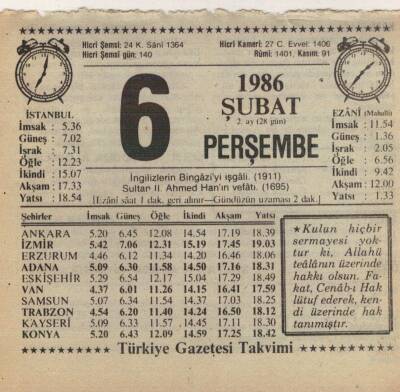 Hicri Şemsî: 24 K. Sâni 1364
Hicri Şemsî gün: 140
Hicri Kamerî: 27 C. Evvel: 1406
Rûmi: 1401, Kasım: 91
6
1986
ŞUBAT
2. ay (28 gün)
PERŞEMBE
İSTANBUL
İmsak : 5.36
Güneş : 7.02
İşrak : 7.31
Öğle : 12.23
İkindi : 15.07
Akşam : 17.33
Yatsı : 18.54
EZÂNİ (Mahallî)
İmsak : 11.54
Güneş : 1.36
İşrak : 2.05
Öğle : 6.56
İkindi : 9.42
Akşam : 12.00
Yatsı : 1.33
İngilizlerin Bingâzi'yi işgâli. (1911)
Sultan II. Ahmed Han'ın vefâtı. (1695)
[Ezânî saat 1 dak. geri alınır—Gündüzün uzaması 2 dak.]
Şehirler İmsak Güneş Öğle İkindi Akşam Yatsı
ANKARA 5.20 6.45 12.08 14.54 17.19 18.39
İZMİR 5.42 7.06 12.31 15.19 17.45 19.03
ERZURUM 4.46 6.12 11.34 14.20 16.46 18.06
ADANA 5.09 6.30 11.58 14.50 17.16 18.31
ESKİŞEHİR 5.29 6.54 12.17 15.04 17.29 18.49
VAN 4.37 6.01 11.26 14.15 16.41 17.59
SAMSUN 5.07 6.34 11.54 14.37 17.03 18.25
TRABZON 4.54 6.20 11.40 14.24 16.50 18.12
KAYSERİ 5.09 6.33 11.57 14.45 17.11 18.30
KONYA 5.20 6.43 12.09 14.59 17.25 18.42
★Kulun hiçbir
sermayesi yok-
tur ki, Allahü
teâlânın üzerinde
hakkı olsun. Fa-
kat, Cenâb-ı Hak
lütuf ederek, ken-
di üzerinde hak
tanımıştır.
Türkiye Gazetesi Takvimi